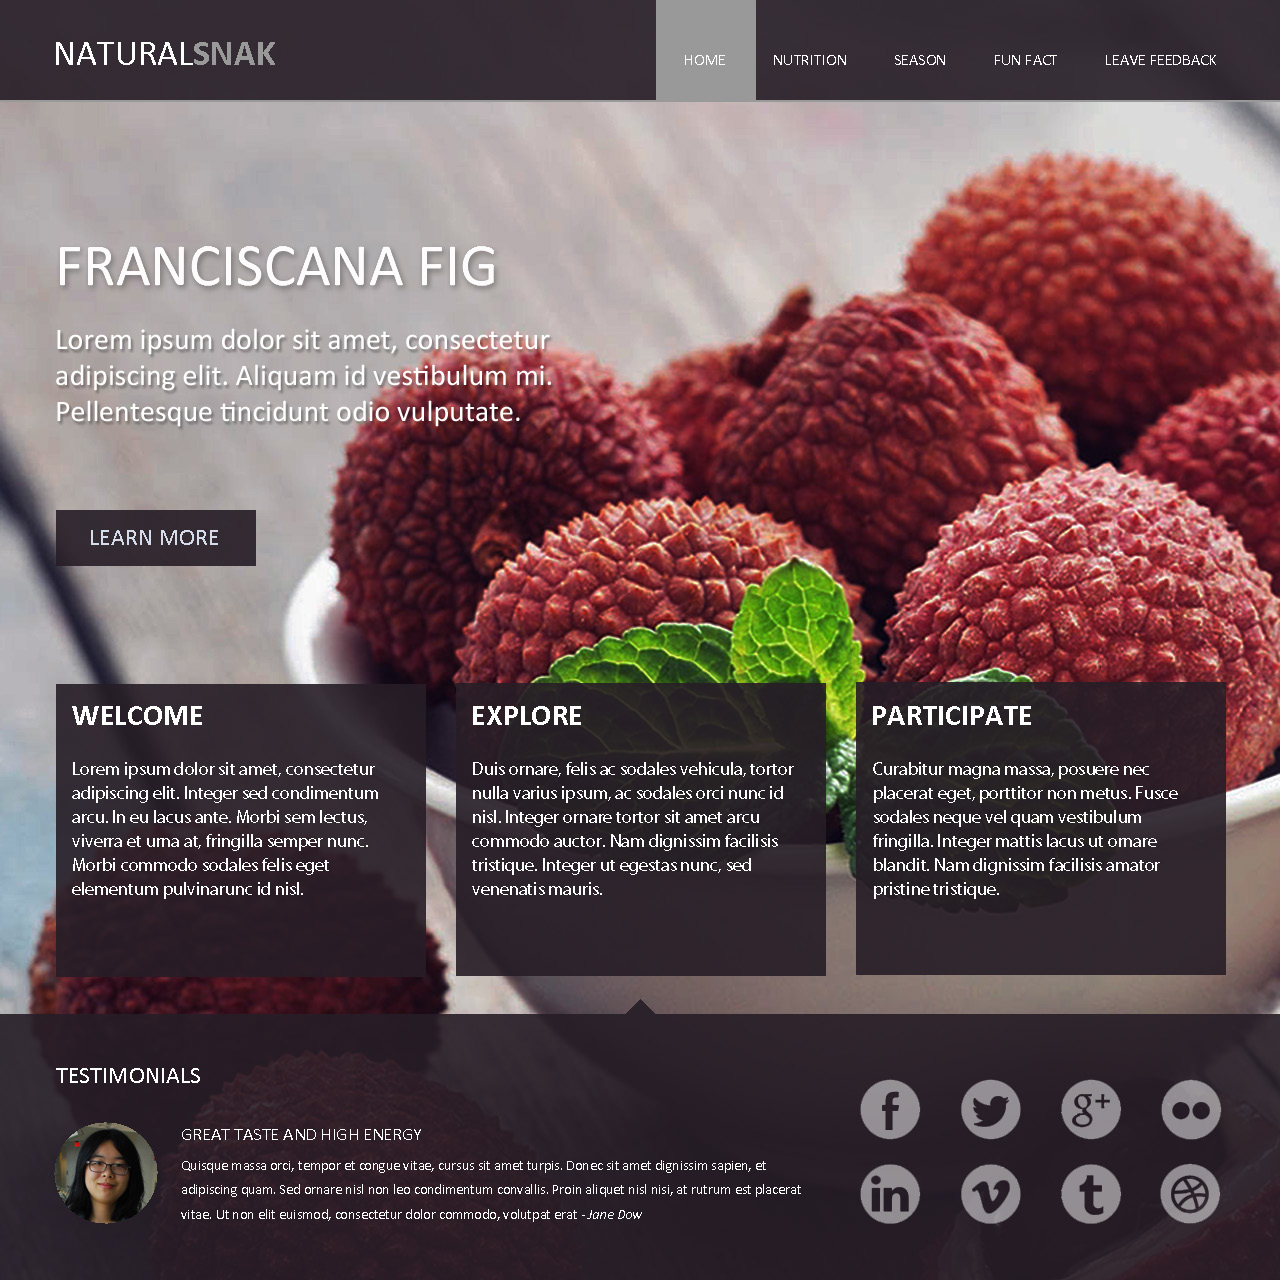 NATURALSNAK
HOME NUTRITION SEASON FUN FACT LEAVE FEEDBACK
FRANCISCANA FIG
Lorem ipsum dolor sit amet, consectetur
adipiscing elit. Aliquam id vestibulum mi.
Pellentesque tincidunt odio vulputate.
LEARN MORE
WELCOME
Lorem ipsum dolor sit amet, consectetur
adipiscing elit. Integer sed condimentum
arcu. In eu lacus ante. Morbi sem lectus,
viverra et urna at, fringilla semper nunc.
Morbi commodo sodales felis eget
elementum pulvinarunc id nisl.
EXPLORE
Duis ornare, felis ac sodales vehicula, tortor
nulla varius ipsum, ac sodales orci nunc id
nisl. Integer ornare tortor sit amet arcu
commodo auctor. Nam dignissim facilisis
tristique. Integer ut egestas nunc, sed
venenatis mauris.
PARTICIPATE
Curabitur magna massa, posuere nec
placerat eget, porttitor non metus. Fusce
sodales neque vel quam vestibulum
fringilla. Integer mattis lacus ut ornare
blandit. Nam dignissim facilisis amator
pristine tristique.
TESTIMONIALS
GREAT TASTE AND HIGH ENERGY
Quisque massa orci, tempor et congue vitae, cursus sit amet turpis. Donec sit amet dignissim sapien, et
adipiscing quam. Sed ornare nisl non leo condimentum convallis. Proin aliquet nisl nisi, at rutrum est placerat
vitae. Ut non elit euismod, consectetur dolor commodo, volutpat erat -Jane Dow
f g+
in v t